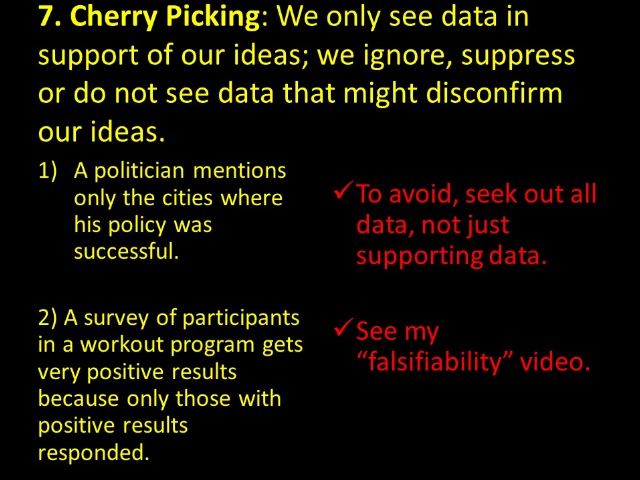 7. Cherry Picking: We only see data in
support of our ideas; we ignore, suppress
or do not see data that might disconfirm
our ideas.
1) A politician mentions
only the cities where
his policy was
successful.
2) A survey of participants
in a workout program gets
very positive results
because only those with
positive results
responded.
✓To avoid, seek out all
data, not just
supporting data.
✓See my
“falsifiability” video.